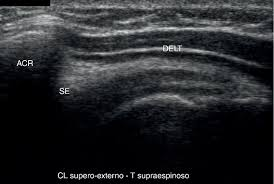 DELT
ACR
SE
CL supero-externo - T supraespinoso